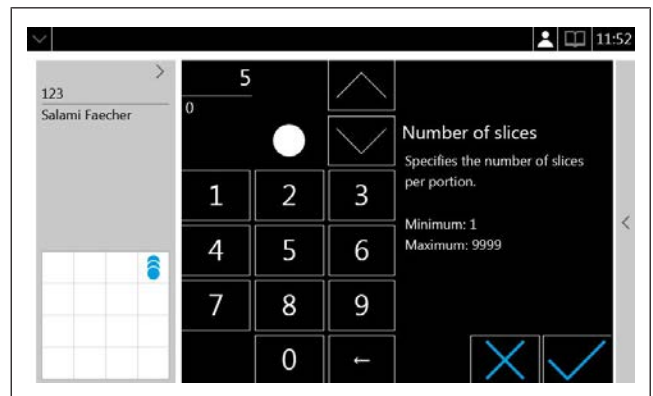 11:52
123
Salami Faecher
5
0
Number of slices
Specifies the number of slices
per portion.
Minimum: 1
Maximum: 9999
1 2 3
4 5 6
7 8 9
0 ←